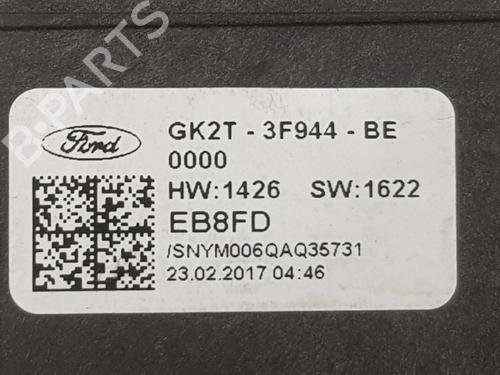 B-PARTS
Ford
GK2T - 3F944 - BE
0000
HW:1426 SW:1622
EB8FD
/SNYM006QAQ35731
23.02.2017 04:46